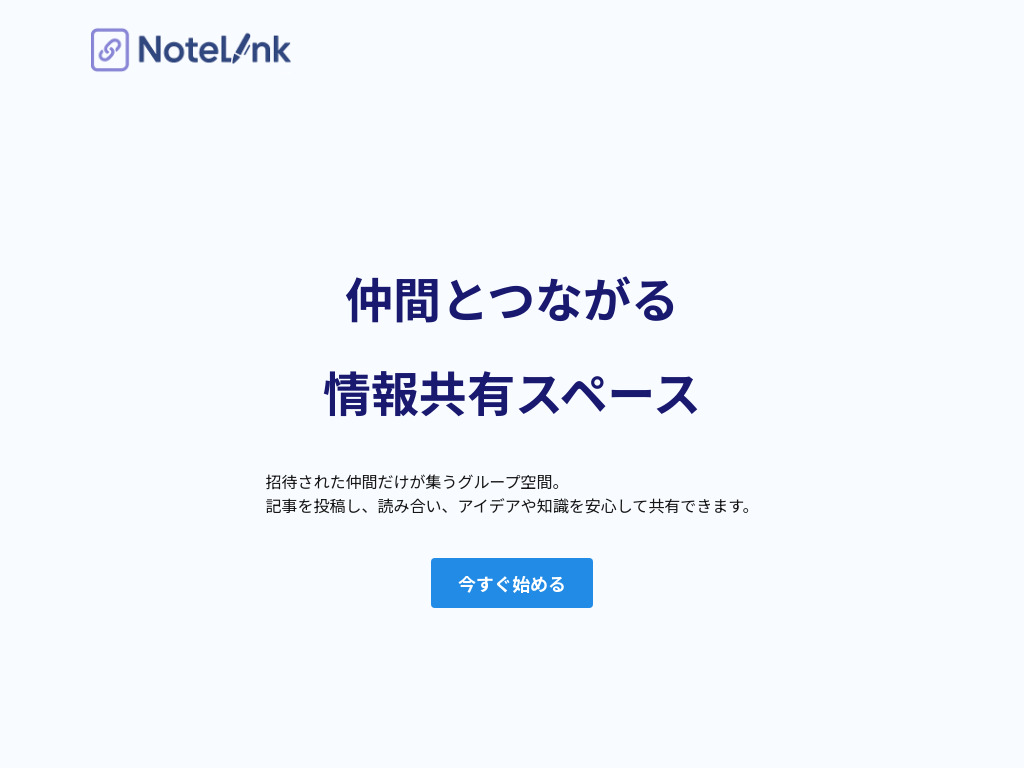 NoteLink
仲間とつながる
情報共有スペース
招待された仲間だけが集うグループ空間。
記事を投稿し、読み合い、アイデアや知識を安心して共有できます。
今すぐ始める